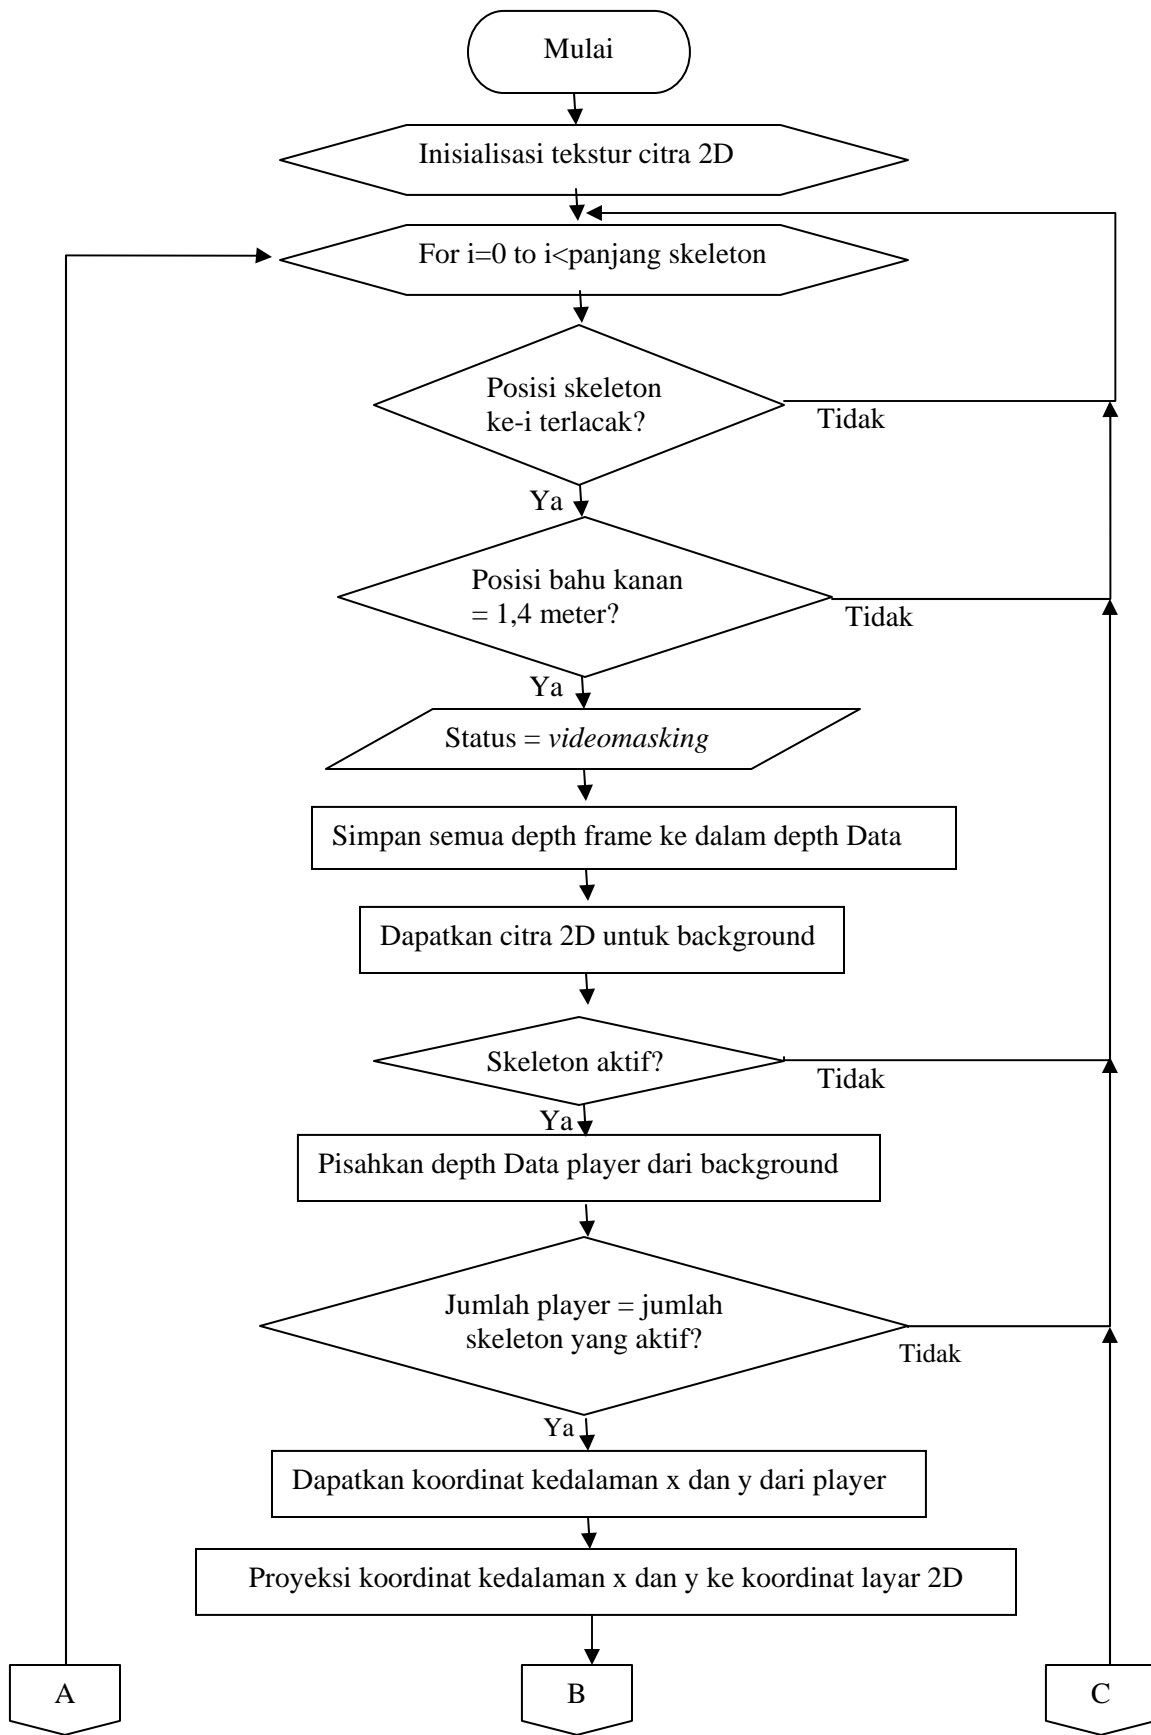 Mulai
Inisialisasi tekstur citra 2D
For i=0 to i<panjang skeleton
Posisi skeleton
ke-i terlacak?
Tidak
Ya
Posisi bahu kanan
= 1,4 meter?
Tidak
Ya
Status = videomasking
Simpan semua depth frame ke dalam depth Data
Dapatkan citra 2D untuk background
Skeleton aktif?
Tidak
Ya
Pisahkan depth Data player dari background
Jumlah player = jumlah
skeleton yang aktif?
Tidak
Ya
Dapatkan koordinat kedalaman x dan y dari player
Proyeksi koordinat kedalaman x dan y ke koordinat layar 2D
A
B
C